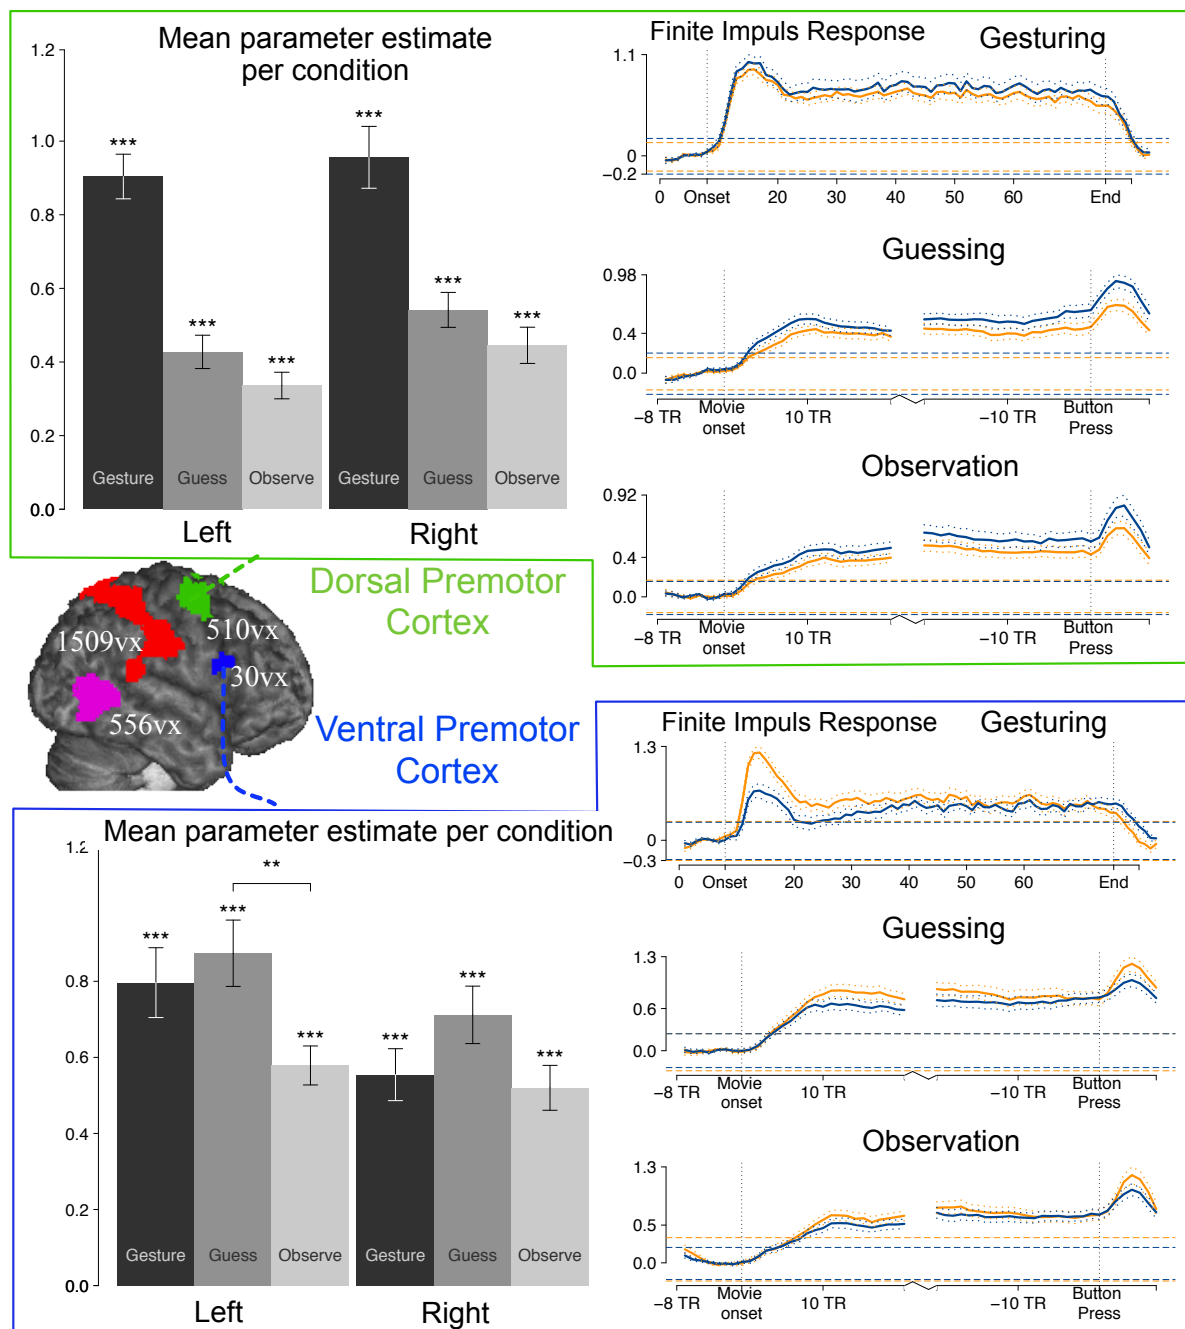 Mean parameter estimate
per condition
1.2
1.0
0.8
0.6
0.4
0.2
0.0
***
***
***
***
***
***
Gesture
Guess
Observe
Gesture
Guess
Observe
Left
Right
Finite Impuls Response
Gesturing
1.1
0
−0.2
0
Onset
20
30
40
50
60
End
Guessing
0.98
0.4
0.0
−8 TR
Movie
onset
10 TR
−10 TR
Button
Press
Observation
0.92
0.4
0.0
−8 TR
Movie
onset
10 TR
−10 TR
Button
Press
Dorsal Premotor
Cortex
1509vx
510vx
30vx
556vx
Ventral Premotor
Cortex
Mean parameter estimate per condition
1.2
0.8
0.6
0.4
0.2
0.0
**
***
***
***
***
***
***
Gesture
Guess
Observe
Gesture
Guess
Observe
Left
Right
Finite Impuls Response
Gesturing
1.3
0
−0.3
0
Onset
20
30
40
50
60
End
Guessing
1.3
0.6
0.0
−8 TR
Movie
onset
10 TR
−10 TR
Button
Press
Observation
1.3
0.5
0.0
−8 TR
Movie
onset
10 TR
−10 TR
Button
Press